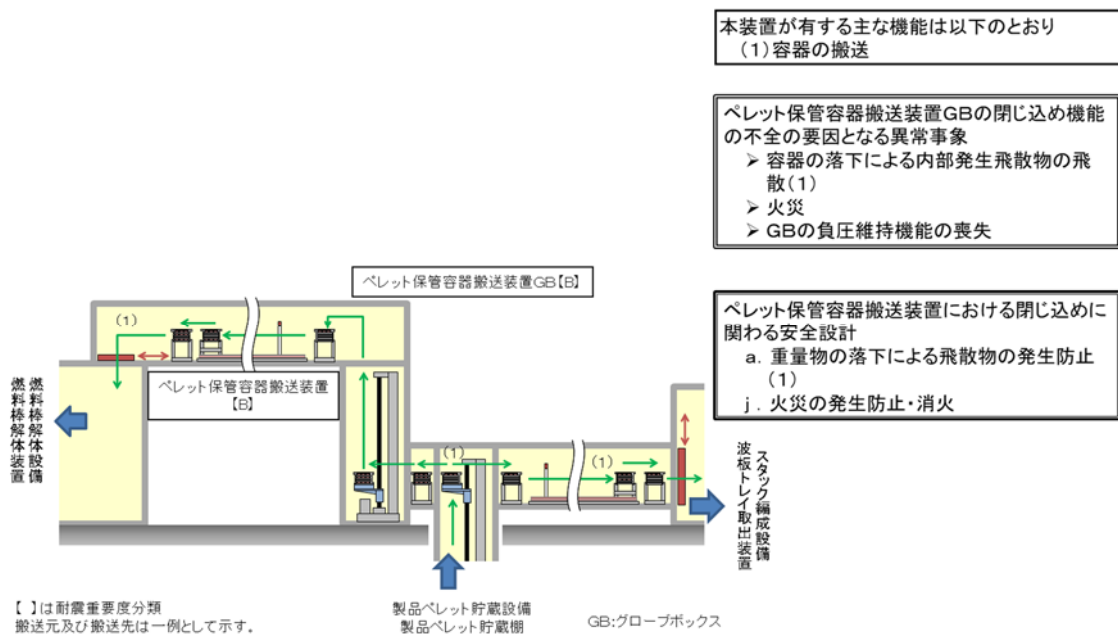 本装置が有する主な機能は以下のとおり
(1)容器の搬送
ペレット保管容器搬送装置GBの閉じ込め機能
の不全の要因となる異常事象
➢ 容器の落下による内部発生飛散物の飛
散(1)
➢ 火災
➢ GBの負圧維持機能の喪失
ペレット保管容器搬送装置GB【B】
ペレット保管容器搬送装置における閉じ込めに
関わる安全設計
a. 重量物の落下による飛散物の発生防止
(1)
j. 火災の発生防止・消火
(1)
ペレット保管容器搬送装置
【B】
燃料棒解体設備
燃料棒解体装置
(1)
(1)
スタック編成設備
波板トレイ取出装置
【 】は耐震重要度分類
搬送元及び搬送先は一例として示す。
製品ペレット貯蔵設備
製品ペレット貯蔵棚
GB:グローブボックス